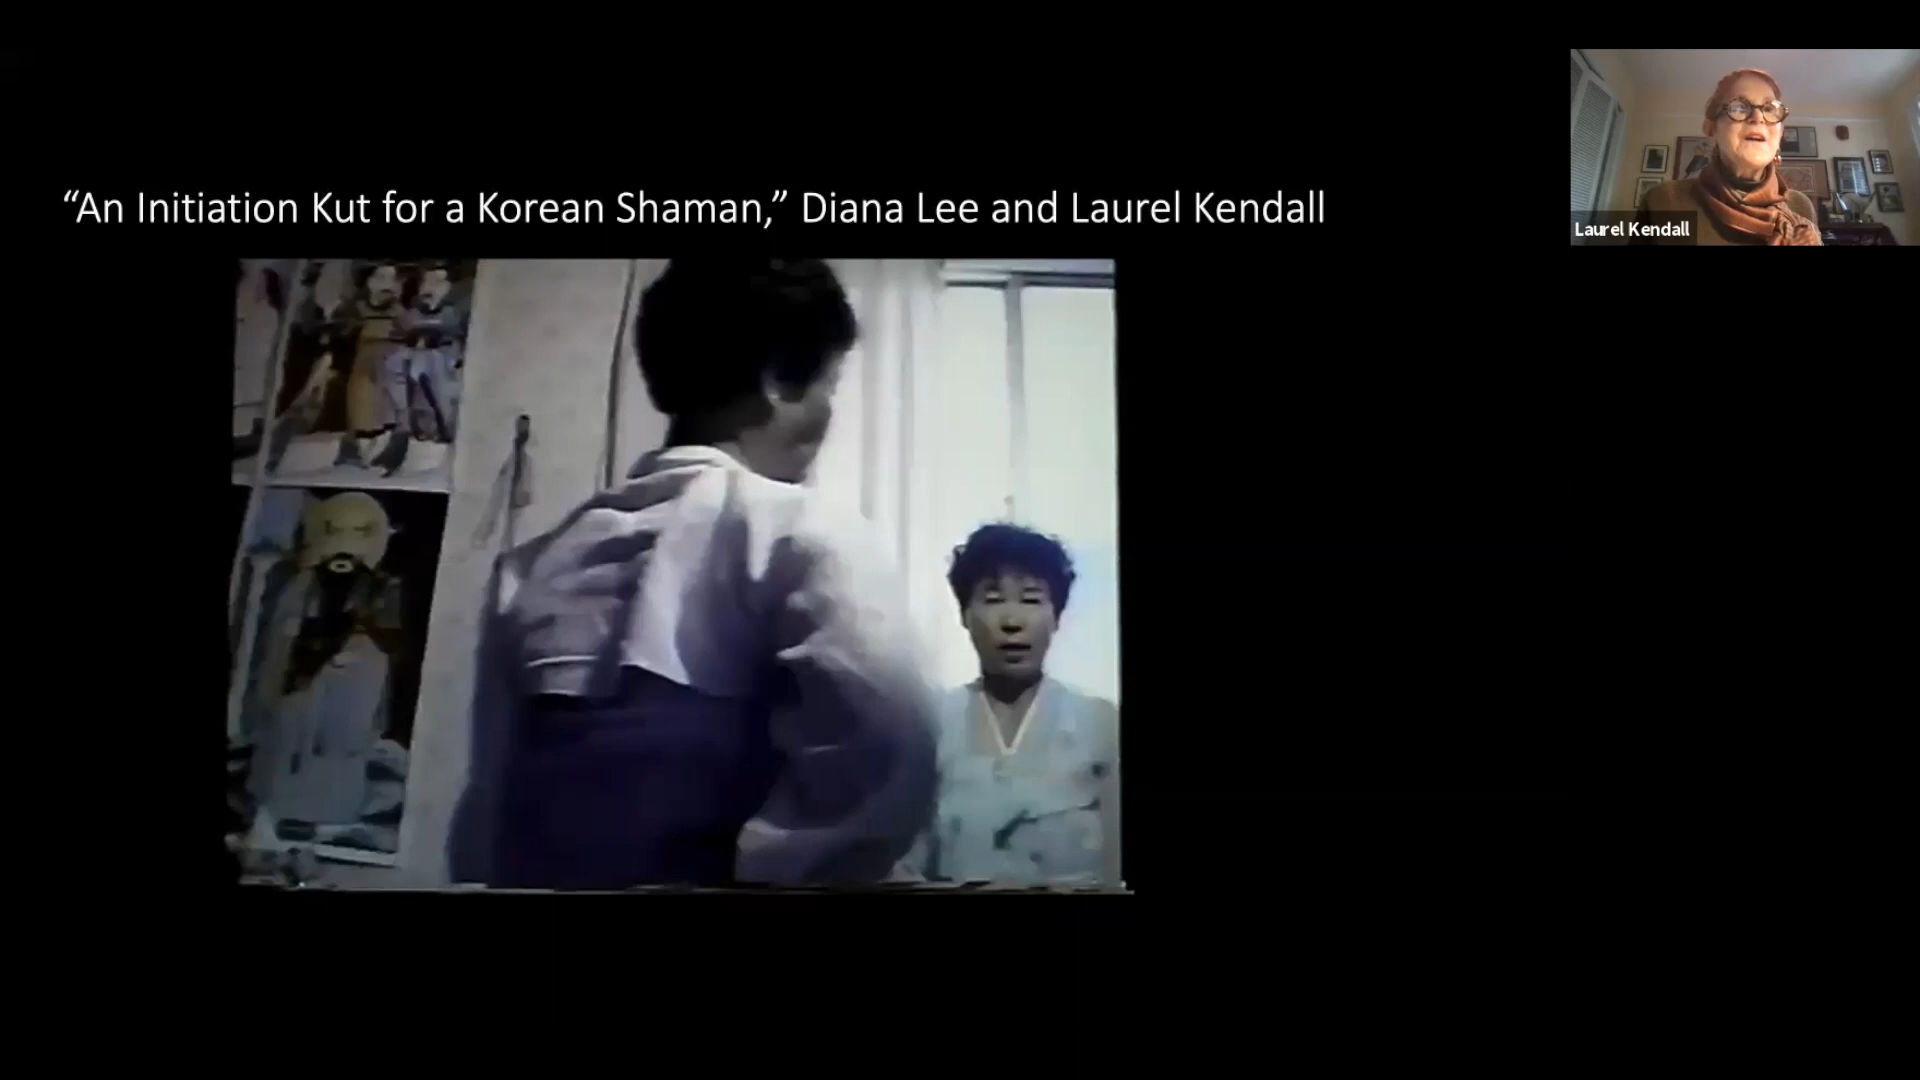 “An Initiation Kut for a Korean Shaman,” Diana Lee and Laurel Kendall
Laurel Kendall